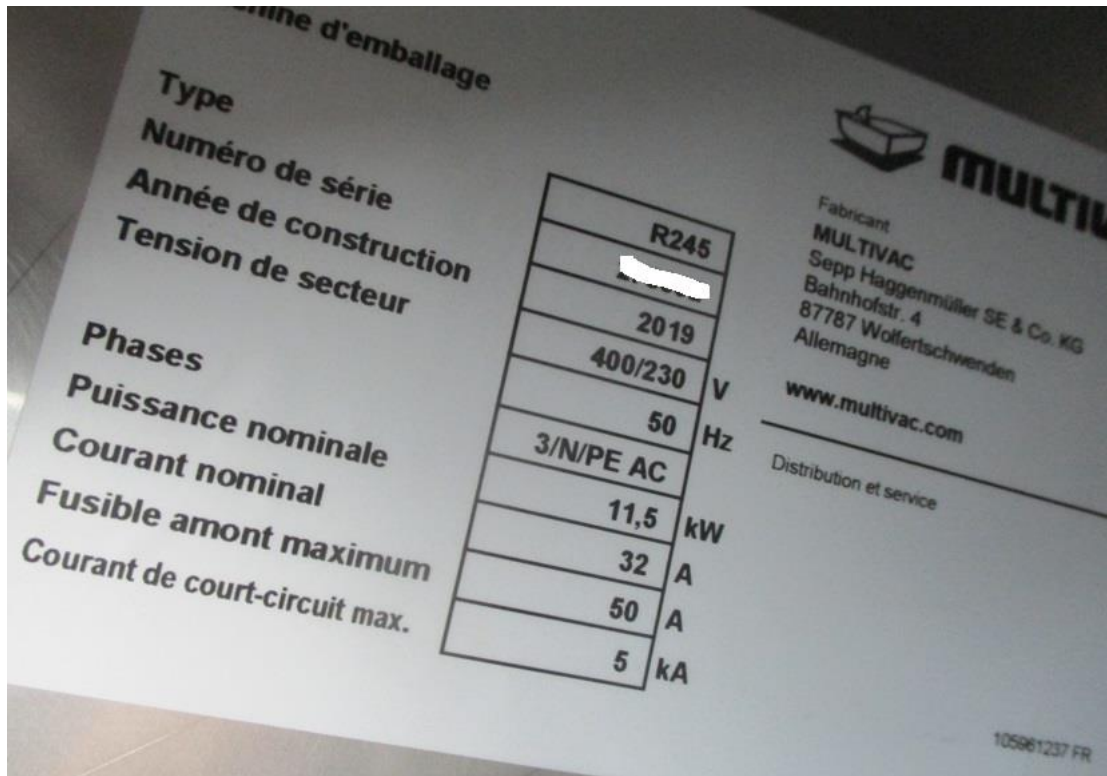 hine d'emballage
Type R245
Numéro de série
Année de construction 2019
Tension de secteur 400/230 V
50 Hz
Phases 3/N/PE AC
Puissance nominale 11,5 kW
Courant nominal 32 A
Fusible amont maximum 50 A
Courant de court-circuit max. 5 kA
MULTIV
Fabricant
MULTIVAC
Sepp Haggenmüller SE & Co. KG
Bahnhofstr. 4
87787 Wolfertschwenden
Allemagne
www.multivac.com
Distribution et service
105961237 FR